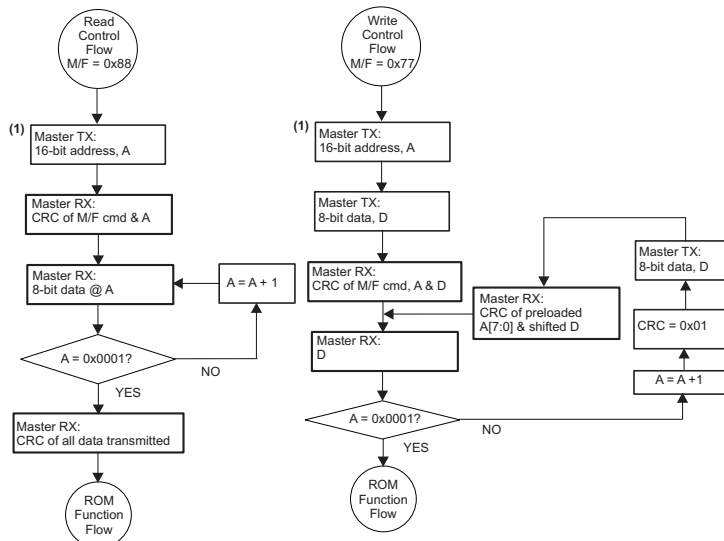 Read
Control
Flow
M/F = 0x88
(1)
Master TX:
16-bit address, A
Master RX:
CRC of M/F cmd & A
Master RX:
8-bit data @ A
A = A + 1
A = 0x0001?
NO
YES
Master RX:
CRC of all data transmitted
ROM
Function
Flow
Write
Control
Flow
M/F = 0x77
(1)
Master TX:
16-bit address, A
Master TX:
8-bit data, D
Master RX:
CRC of M/F cmd, A & D
Master RX:
D
A = 0x0001?
NO
YES
ROM
Function
Flow
A = A +1
CRC = 0x01
Master TX:
8-bit data, D
Master RX:
CRC of preloaded
A[7:0] & shifted D